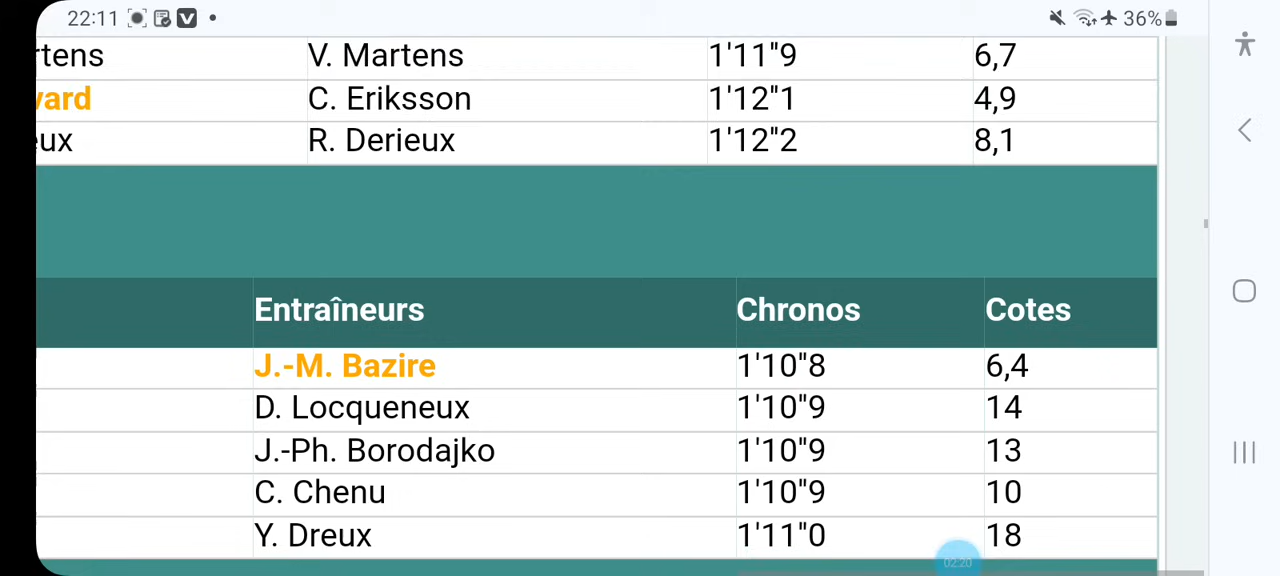 22:11 V 36%
rtens V. Martens 1'11"9 6,7
vard C. Eriksson 1'12"1 4,9
eux R. Derieux 1'12"2 8,1
Entraîneurs Chronos Cotes
J.-M. Bazire 1'10"8 6,4
D. Locqueneux 1'10"9 14
J.-Ph. Borodajko 1'10"9 13
C. Chenu 1'10"9 10
Y. Dreux 1'11"0 18
02:20